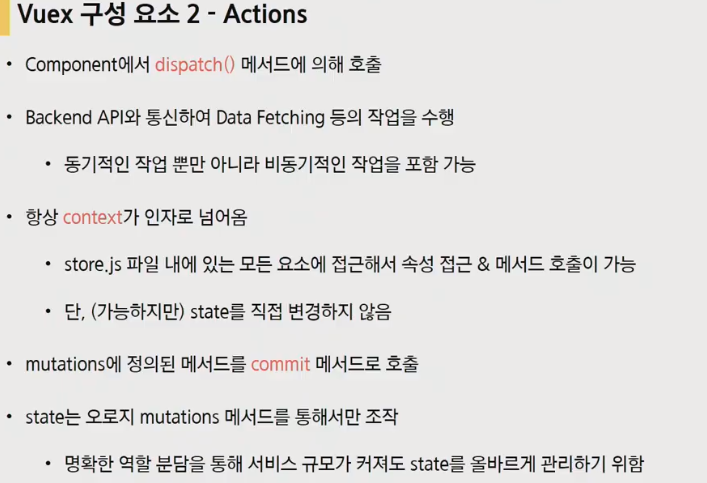 Vuex 구성 요소 2 - Actions
• Component에서 dispatch() 메서드에 의해 호출
• Backend API와 통신하여 Data Fetching 등의 작업을 수행
• 동기적인 작업 뿐만 아니라 비동기적인 작업을 포함 가능
• 항상 context가 인자로 넘어옴
• store.js 파일 내에 있는 모든 요소에 접근해서 속성 접근 & 메서드 호출이 가능
• 단, (가능하지만) state를 직접 변경하지 않음
• mutations에 정의된 메서드를 commit 메서드로 호출
• state는 오로지 mutations 메서드를 통해서만 조작
• 명확한 역할 분담을 통해 서비스 규모가 커져도 state를 올바르게 관리하기 위함